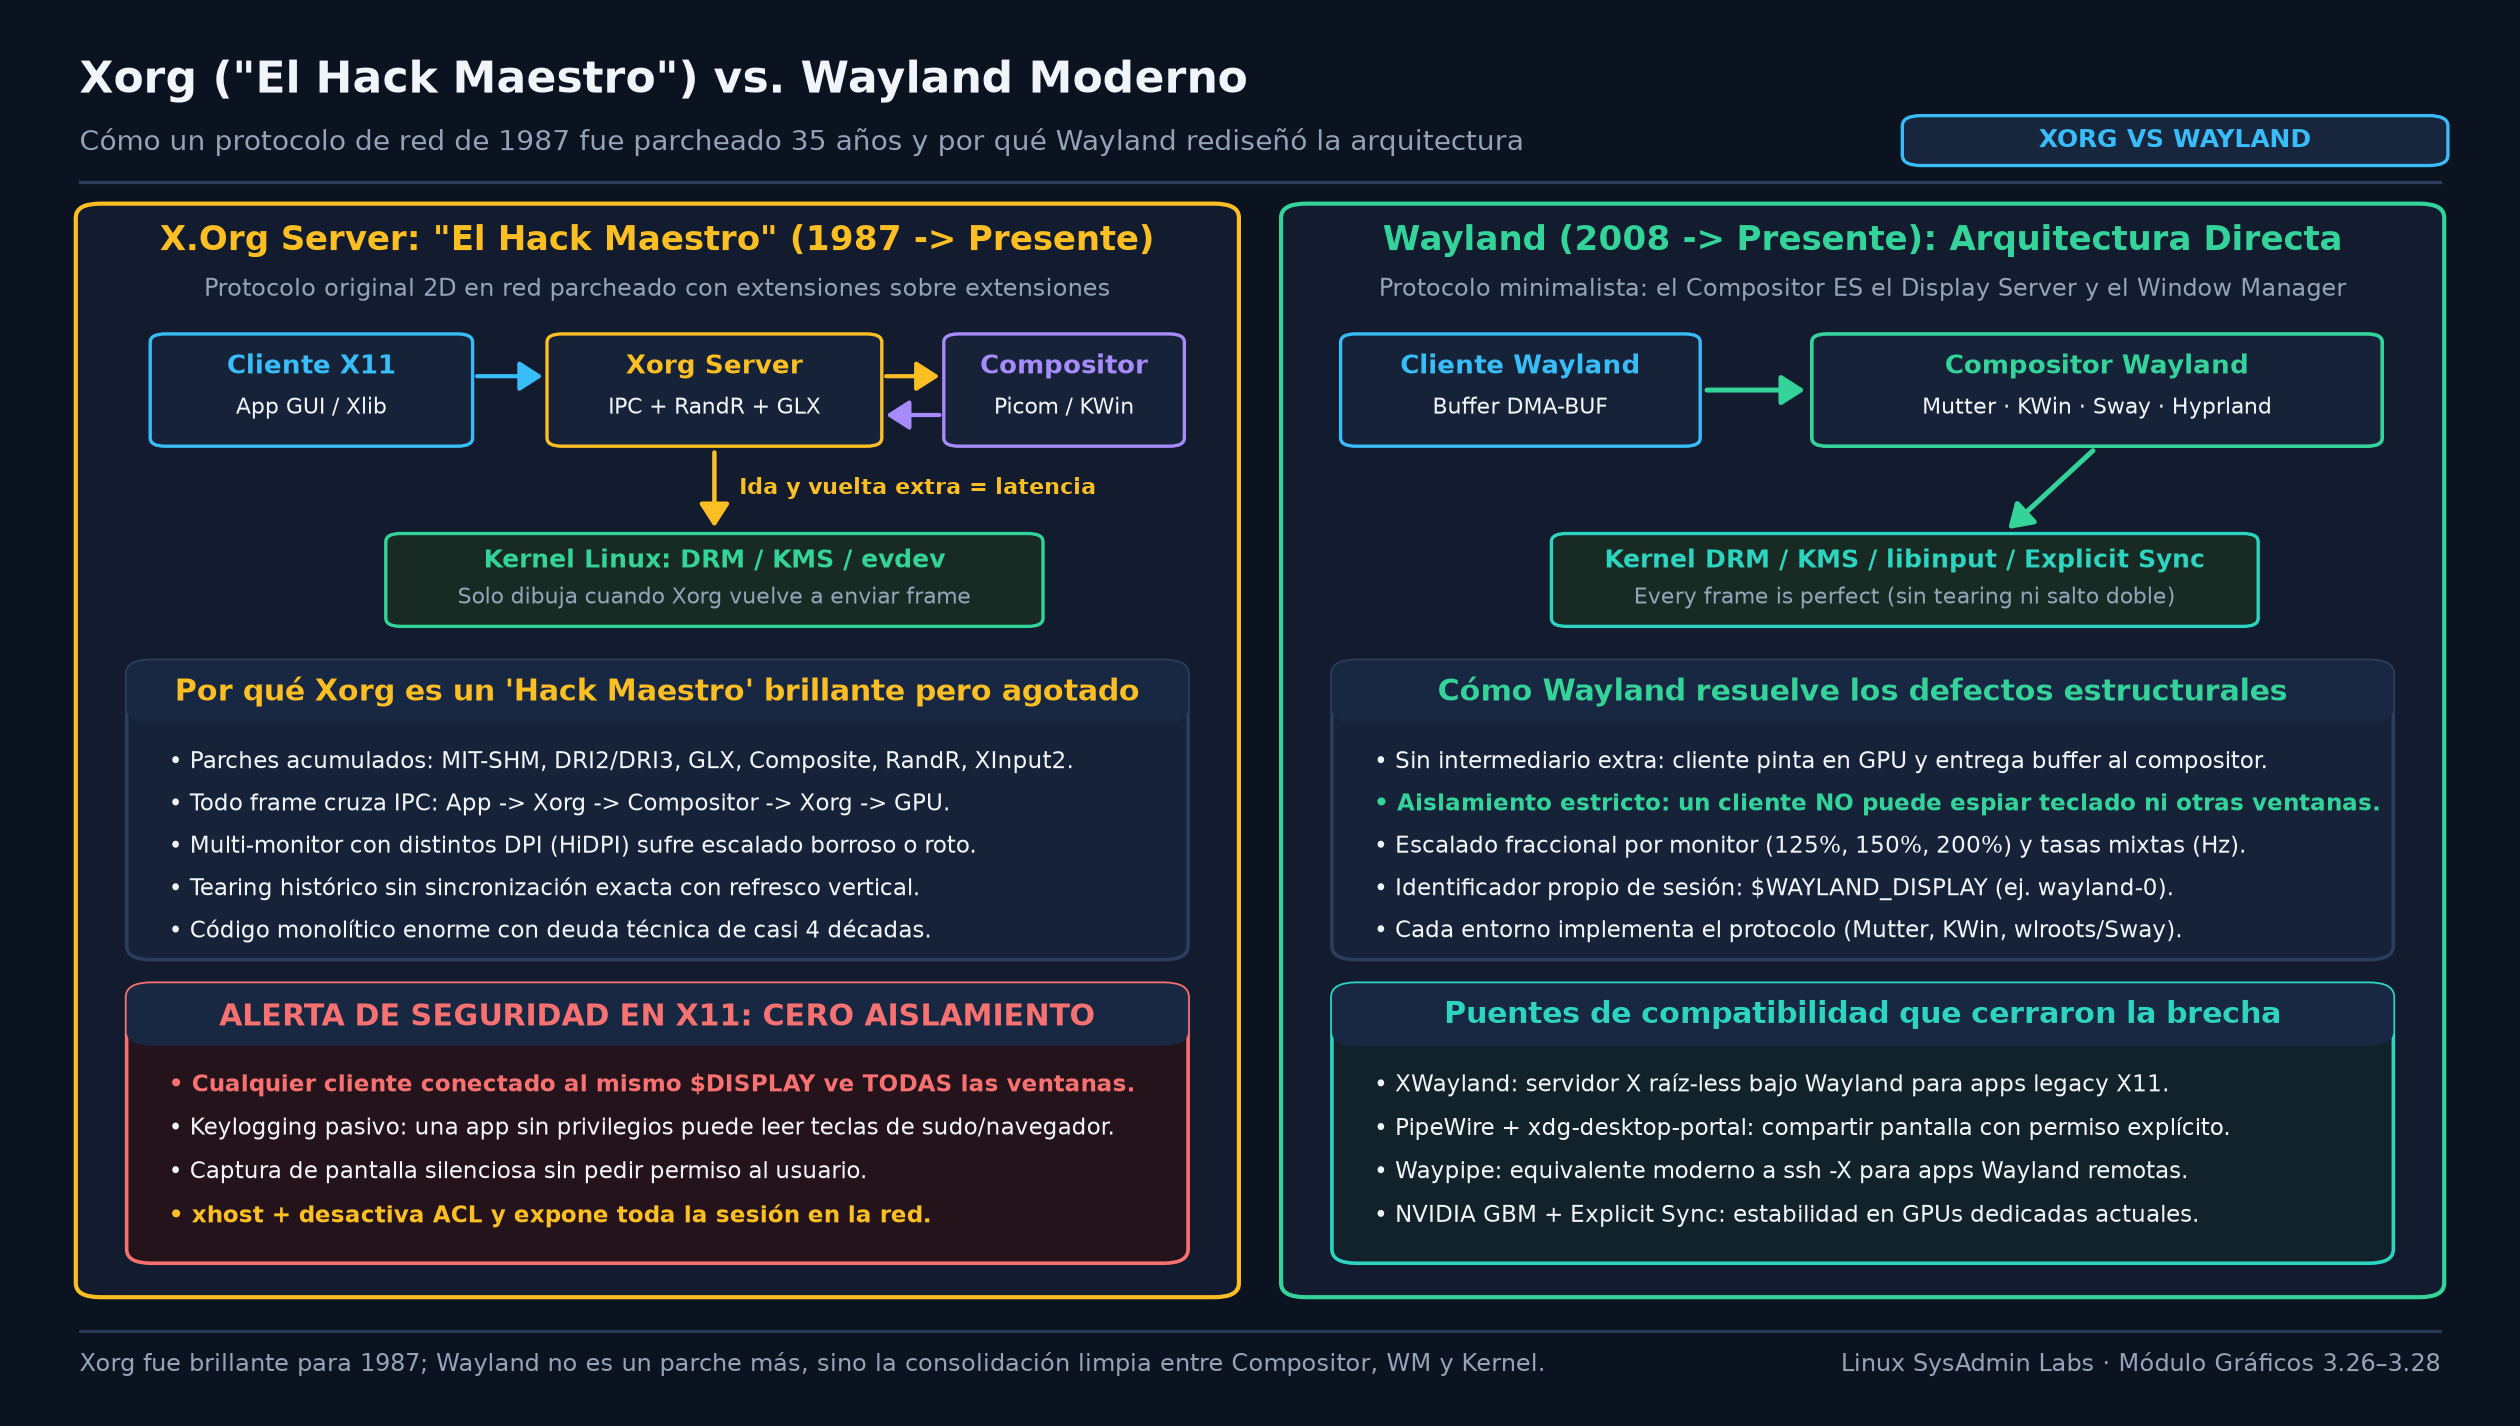 Xorg ("El Hack Maestro") vs. Wayland Moderno
Cómo un protocolo de red de 1987 fue parcheado 35 años y por qué Wayland rediseñó la arquitectura
XORG VS WAYLAND
X.Org Server: "El Hack Maestro" (1987 -> Presente)
Protocolo original 2D en red parcheado con extensiones sobre extensiones
Cliente X11
App GUI / Xlib
Xorg Server
IPC + RandR + GLX
Compositor
Picom / KWin
Ida y vuelta extra = latencia
Kernel Linux: DRM / KMS / evdev
Solo dibuja cuando Xorg vuelve a enviar frame
Por qué Xorg es un 'Hack Maestro' brillante pero agotado
• Parches acumulados: MIT-SHM, DRI2/DRI3, GLX, Composite, RandR, XInput2.
• Todo frame cruza IPC: App -> Xorg -> Compositor -> Xorg -> GPU.
• Multi-monitor con distintos DPI (HiDPI) sufre escalado borroso o roto.
• Tearing histórico sin sincronización exacta con refresco vertical.
• Código monolítico enorme con deuda técnica de casi 4 décadas.
ALERTA DE SEGURIDAD EN X11: CERO AISLAMIENTO
• Cualquier cliente conectado al mismo $DISPLAY ve TODAS las ventanas.
• Keylogging pasivo: una app sin privilegios puede leer teclas de sudo/navegador.
• Captura de pantalla silenciosa sin pedir permiso al usuario.
• xhost + desactiva ACL y expone toda la sesión en la red.
Wayland (2008 -> Presente): Arquitectura Directa
Protocolo minimalista: el Compositor ES el Display Server y el Window Manager
Cliente Wayland
Buffer DMA-BUF
Compositor Wayland
Mutter · KWin · Sway · Hyprland
Kernel DRM / KMS / libinput / Explicit Sync
Every frame is perfect (sin tearing ni salto doble)
Cómo Wayland resuelve los defectos estructurales
• Sin intermediario extra: cliente pinta en GPU y entrega buffer al compositor.
• Aislamiento estricto: un cliente NO puede espiar teclado ni otras ventanas.
• Escalado fraccional por monitor (125%, 150%, 200%) y tasas mixtas (Hz).
• Identificador propio de sesión: $WAYLAND_DISPLAY (ej. wayland-0).
• Cada entorno implementa el protocolo (Mutter, KWin, wlroots/Sway).
Puentes de compatibilidad que cerraron la brecha
• XWayland: servidor X raíz-less bajo Wayland para apps legacy X11.
• PipeWire + xdg-desktop-portal: compartir pantalla con permiso explícito.
• Waypipe: equivalente moderno a ssh -X para apps Wayland remotas.
• NVIDIA GBM + Explicit Sync: estabilidad en GPUs dedicadas actuales.
Xorg fue brillante para 1987; Wayland no es un parche más, sino la consolidación limpia entre Compositor, WM y Kernel.
Linux SysAdmin Labs · Módulo Gráficos 3.26–3.28